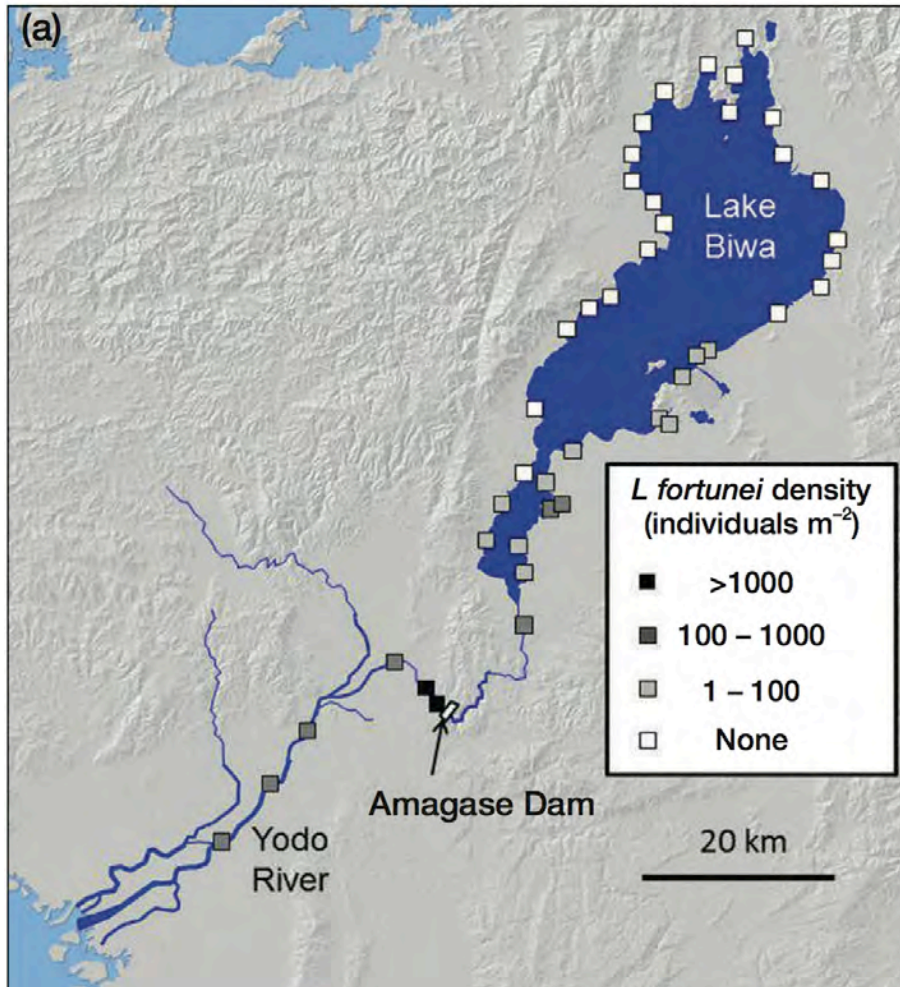 (a)
Lake
Biwa
L fortunei density
(individuals m⁻²)
>1000
100 – 1000
1 – 100
None
Amagase Dam
20 km
Yodo
River